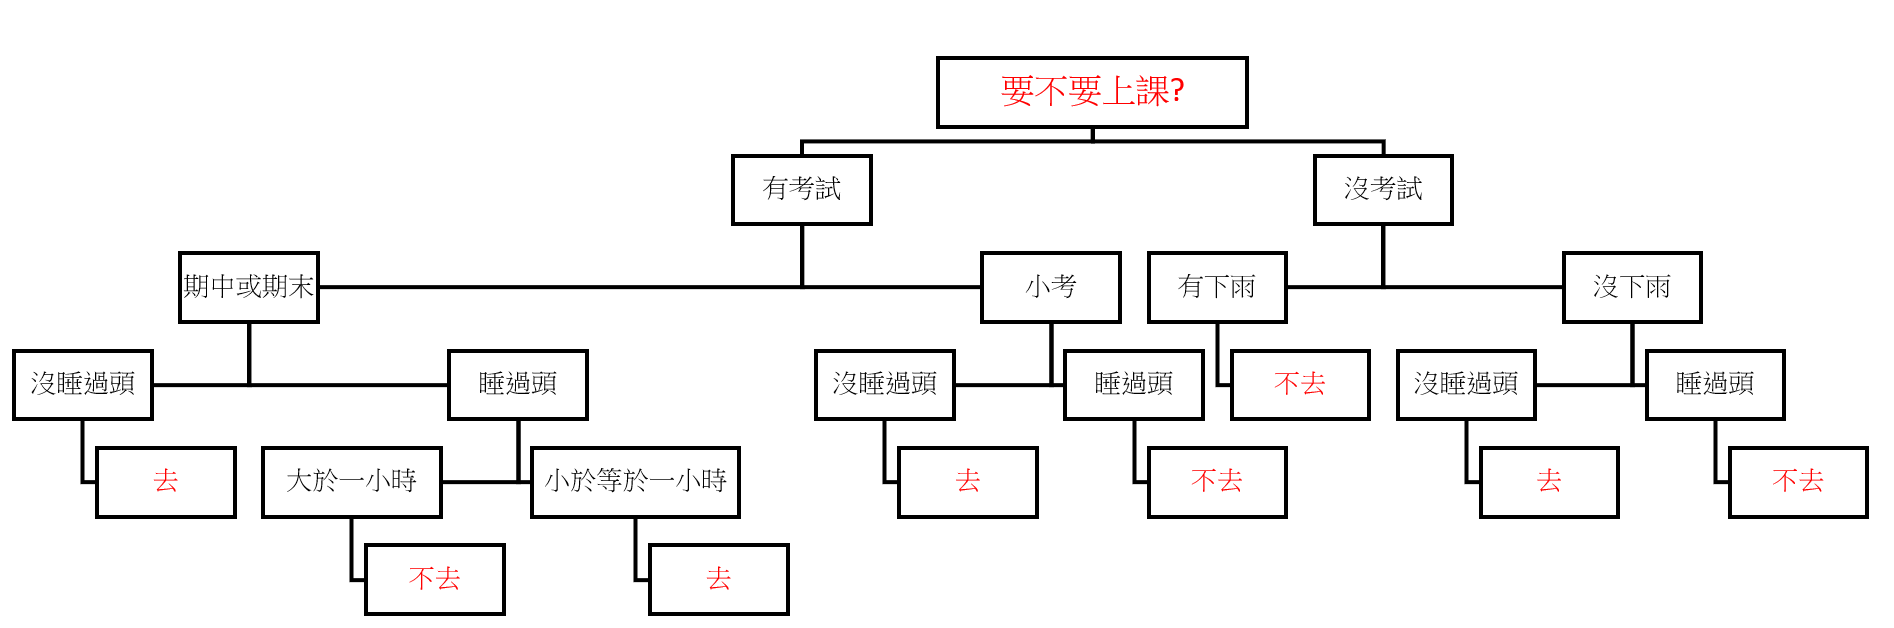 要不要上課?
有考試
沒考試
期中或期末
小考
有下雨
沒下雨
沒睡過頭
睡過頭
沒睡過頭
睡過頭
不去
沒睡過頭
睡過頭
去
大於一小時
小於等於一小時
去
不去
去
不去
不去
去